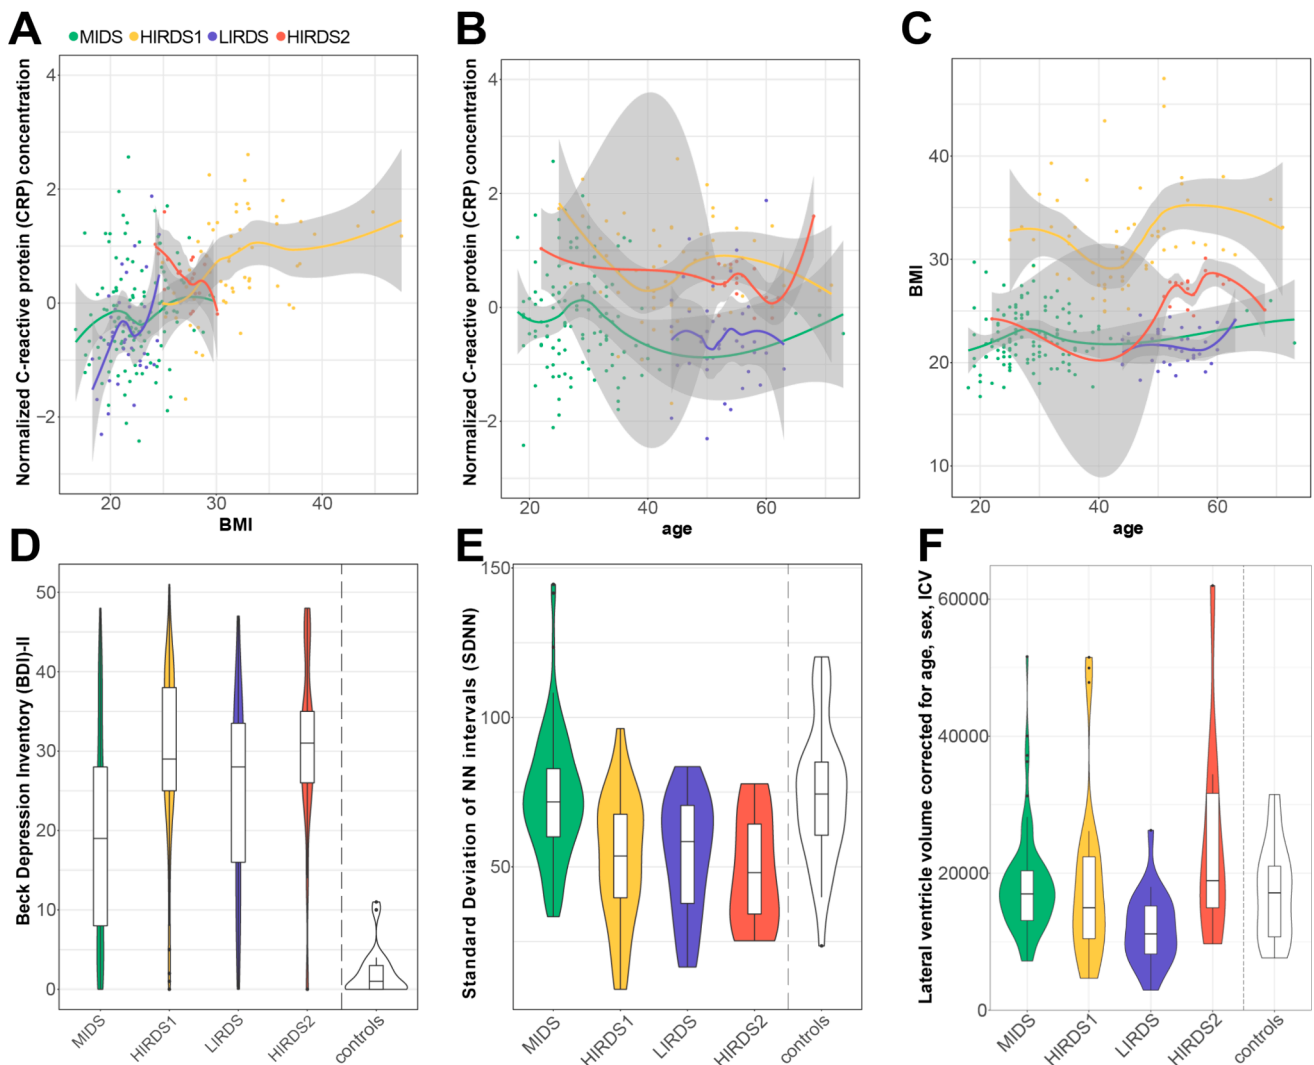 A
B
C
MIDS HIRDS1 LIRDS HIRDS2
Normalized C-reactive protein (CRP) concentration
4
2
0
−2
20 30 40
BMI
Normalized C-reactive protein (CRP) concentration
4
2
0
−2
20 40 60
age
BMI
40
30
20
10
20 40 60
age
D
E
F
Beck Depression Inventory (BDI)-II
50
40
30
20
10
0
MIDS HIRDS1 LIRDS HIRDS2 controls
Standard Deviation of NN intervals (SDNN)
150
100
50
MIDS HIRDS1 LIRDS HIRDS2 controls
Lateral ventricle volume corrected for age, sex, ICV
60000
40000
20000
0
MIDS HIRDS1 LIRDS HIRDS2 controls